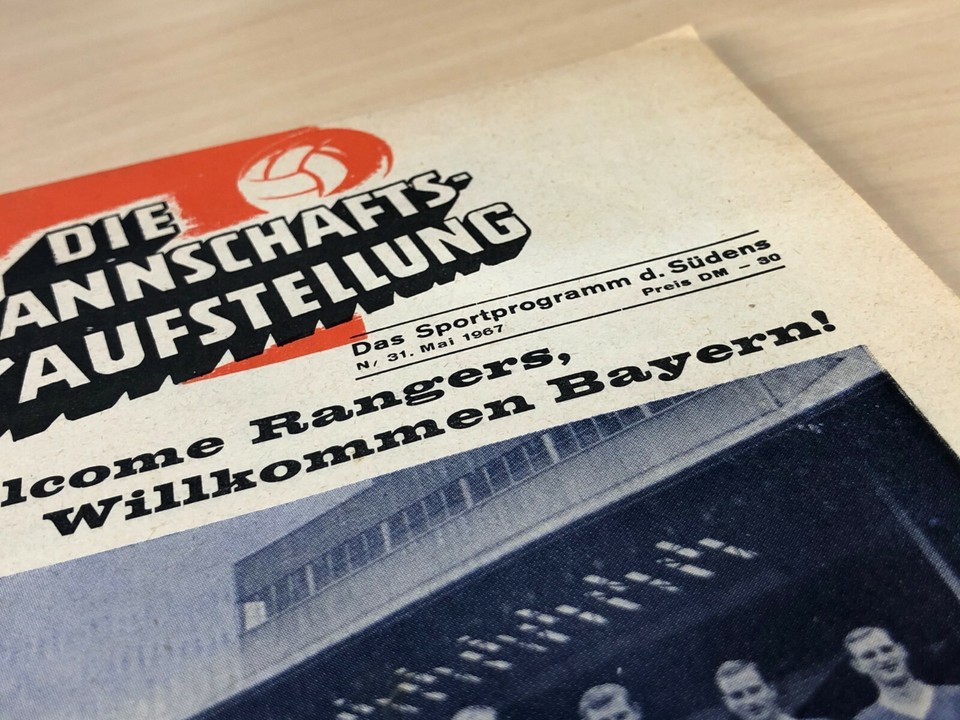 DIE
MANNSCHAFTS-
AUFSTELLUNG
Das Sportprogramm d. Südens
N/ 31. Mai 1967 Preis DM - 30
lcome Rangers,
Willkommen Bayern!